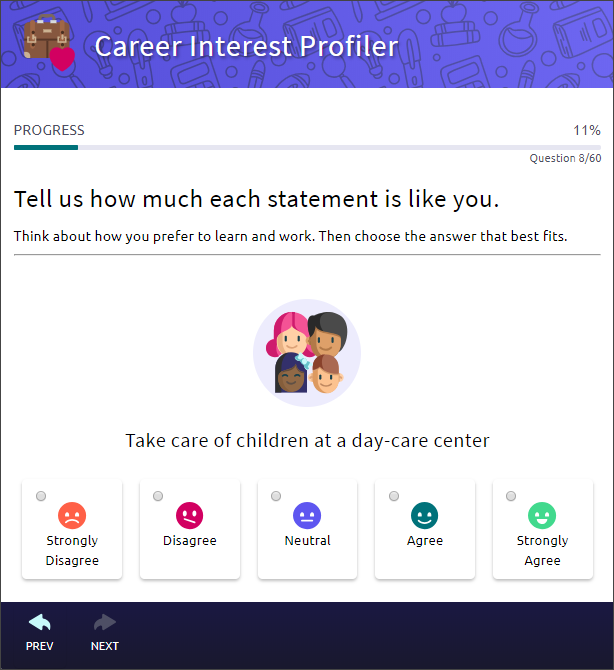 Career Interest Profiler
PROGRESS 11%
Question 8/60
Tell us how much each statement is like you.
Think about how you prefer to learn and work. Then choose the answer that best fits.
Take care of children at a day-care center
Strongly Disagree
Disagree
Neutral
Agree
Strongly Agree
PREV NEXT